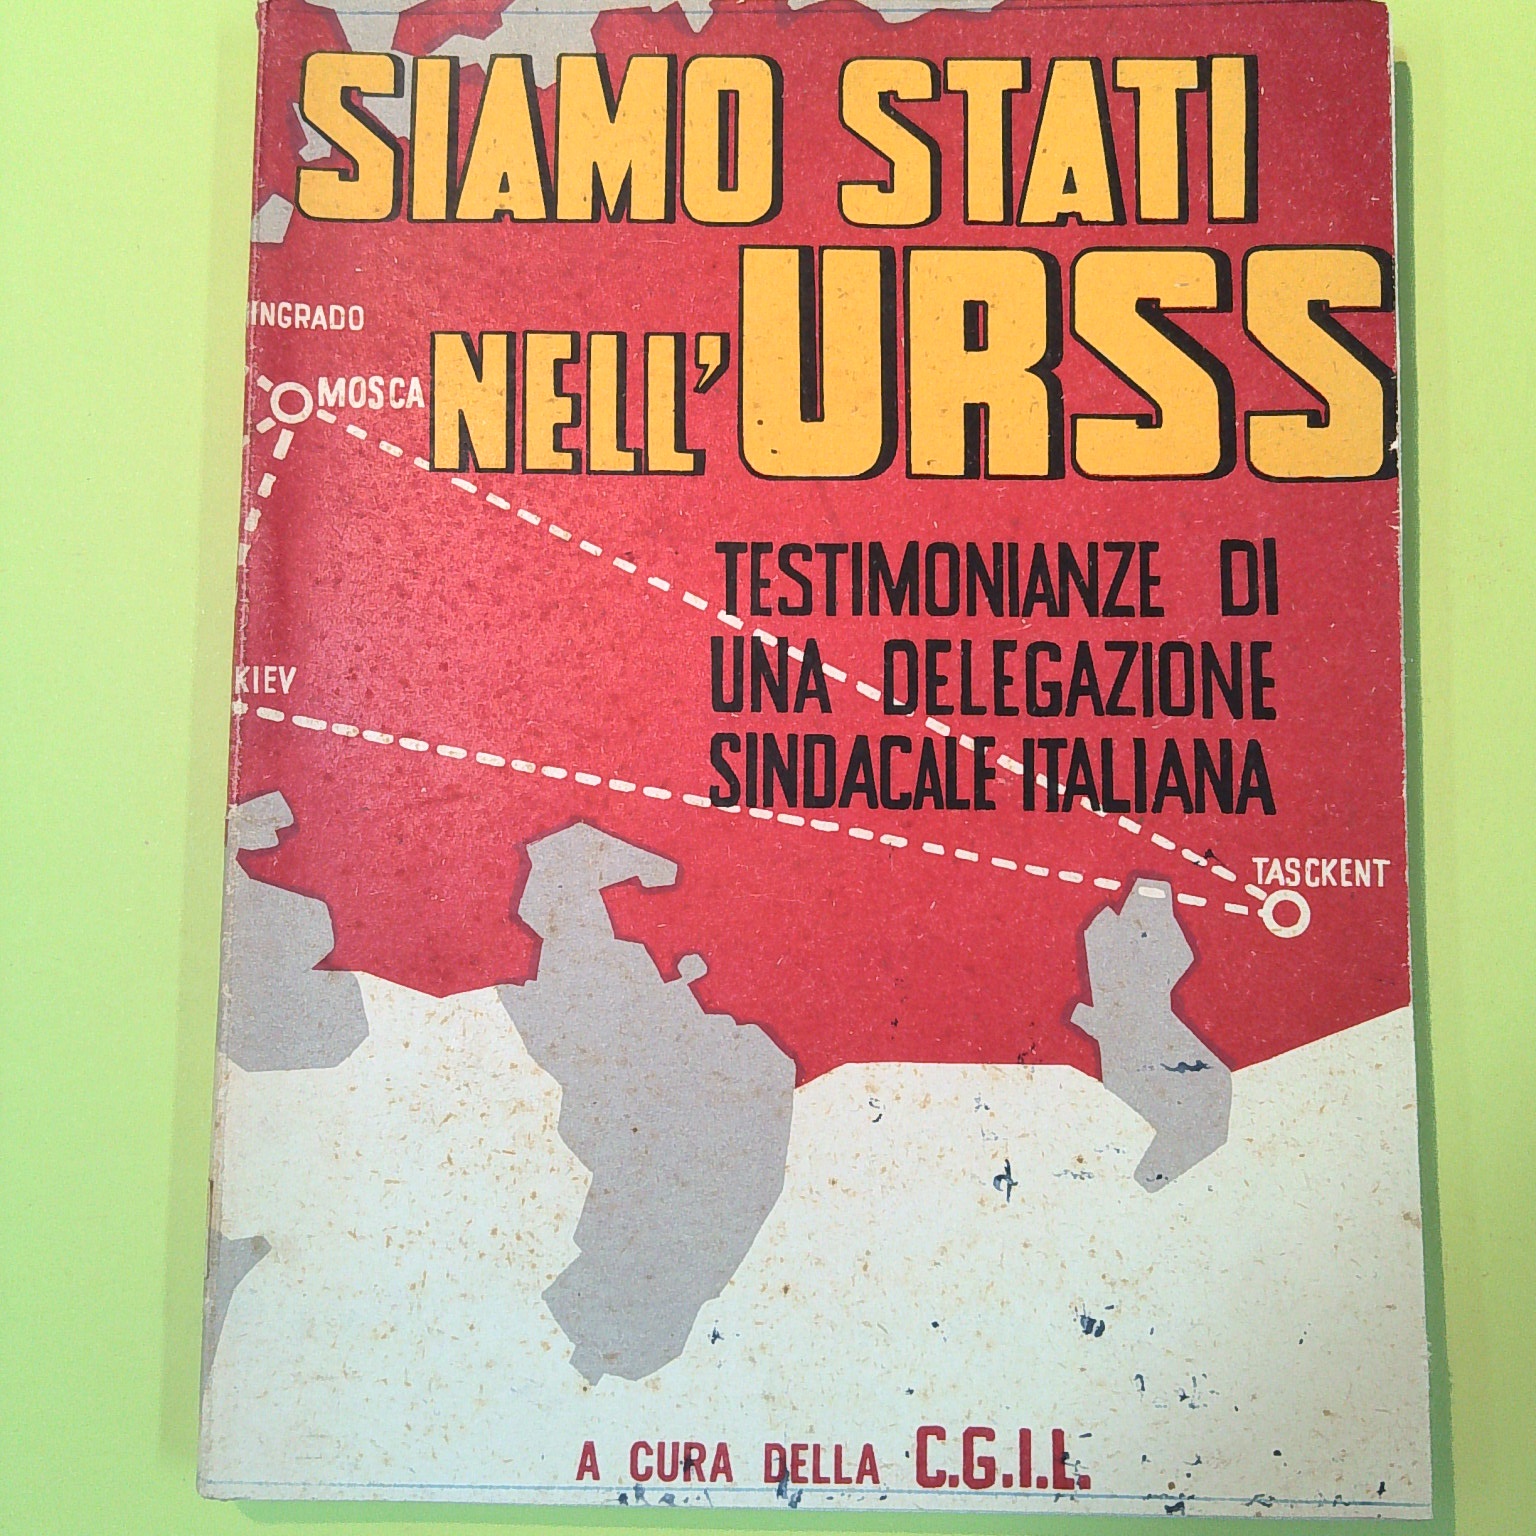 SIAMO STATI
NELL'URSS
INGRADO
MOSCA
TESTIMONIANZE DI
UNA DELEGAZIONE
SINDACALE ITALIANA
KIEV
TASCKENT
A CURA DELLA C.G.I.L.